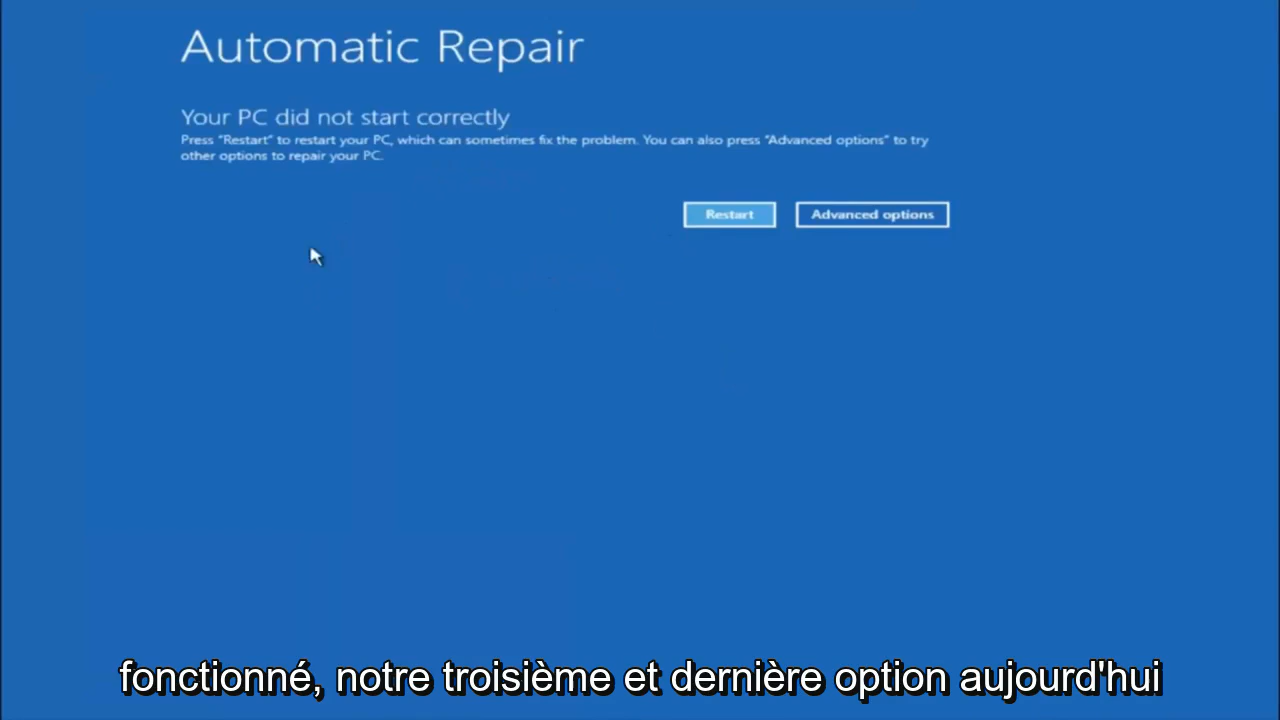 Automatic Repair
Your PC did not start correctly
Press "Restart" to restart your PC, which can sometimes fix the problem. You can also press "Advanced options" to try
other options to repair your PC.
Restart
Advanced options
fonctionné, notre troisième et dernière option aujourd'hui